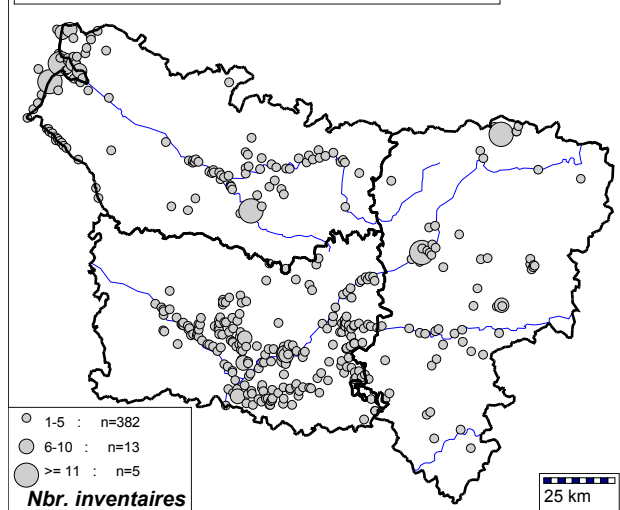 1-5 : n=382
6-10 : n=13
>= 11 : n=5
Nbr. inventaires
25 km